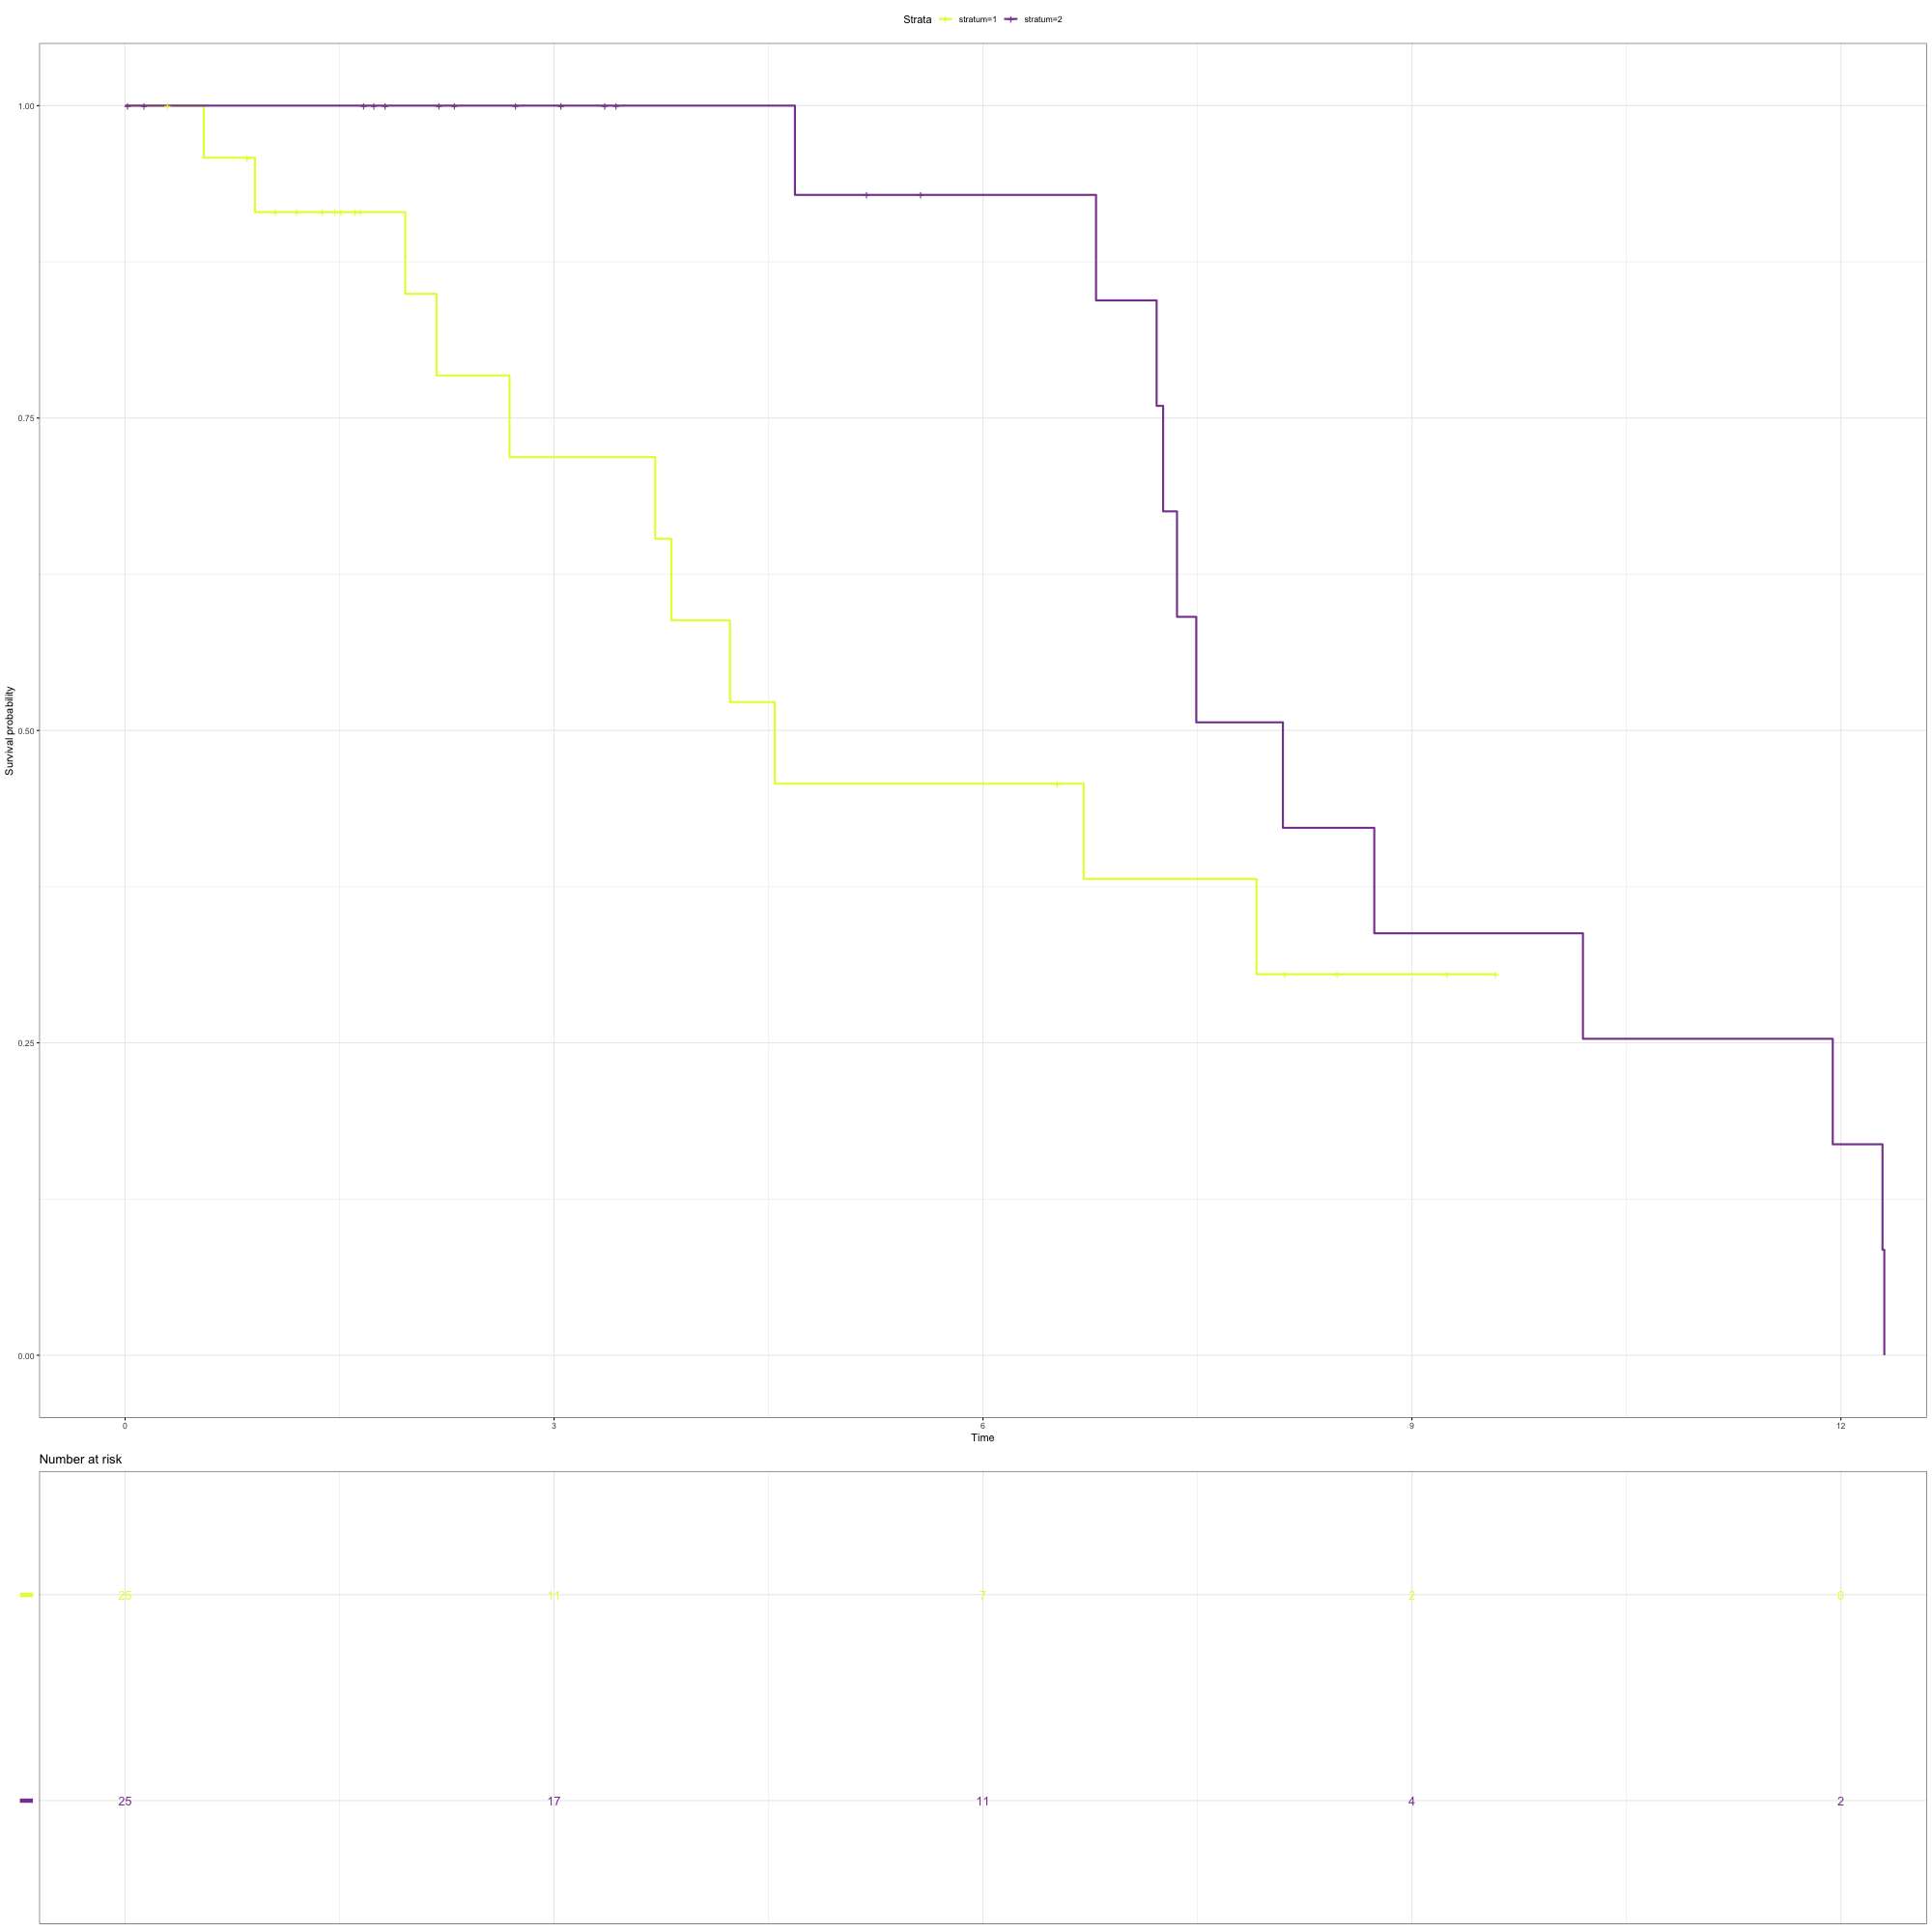 Strata stratum=1 stratum=2
Survival probability
1.00
0.75
0.50
0.25
0.00
0 3 6 9 12
Time
Number at risk
25 11 7 2 0
25 17 11 4 2